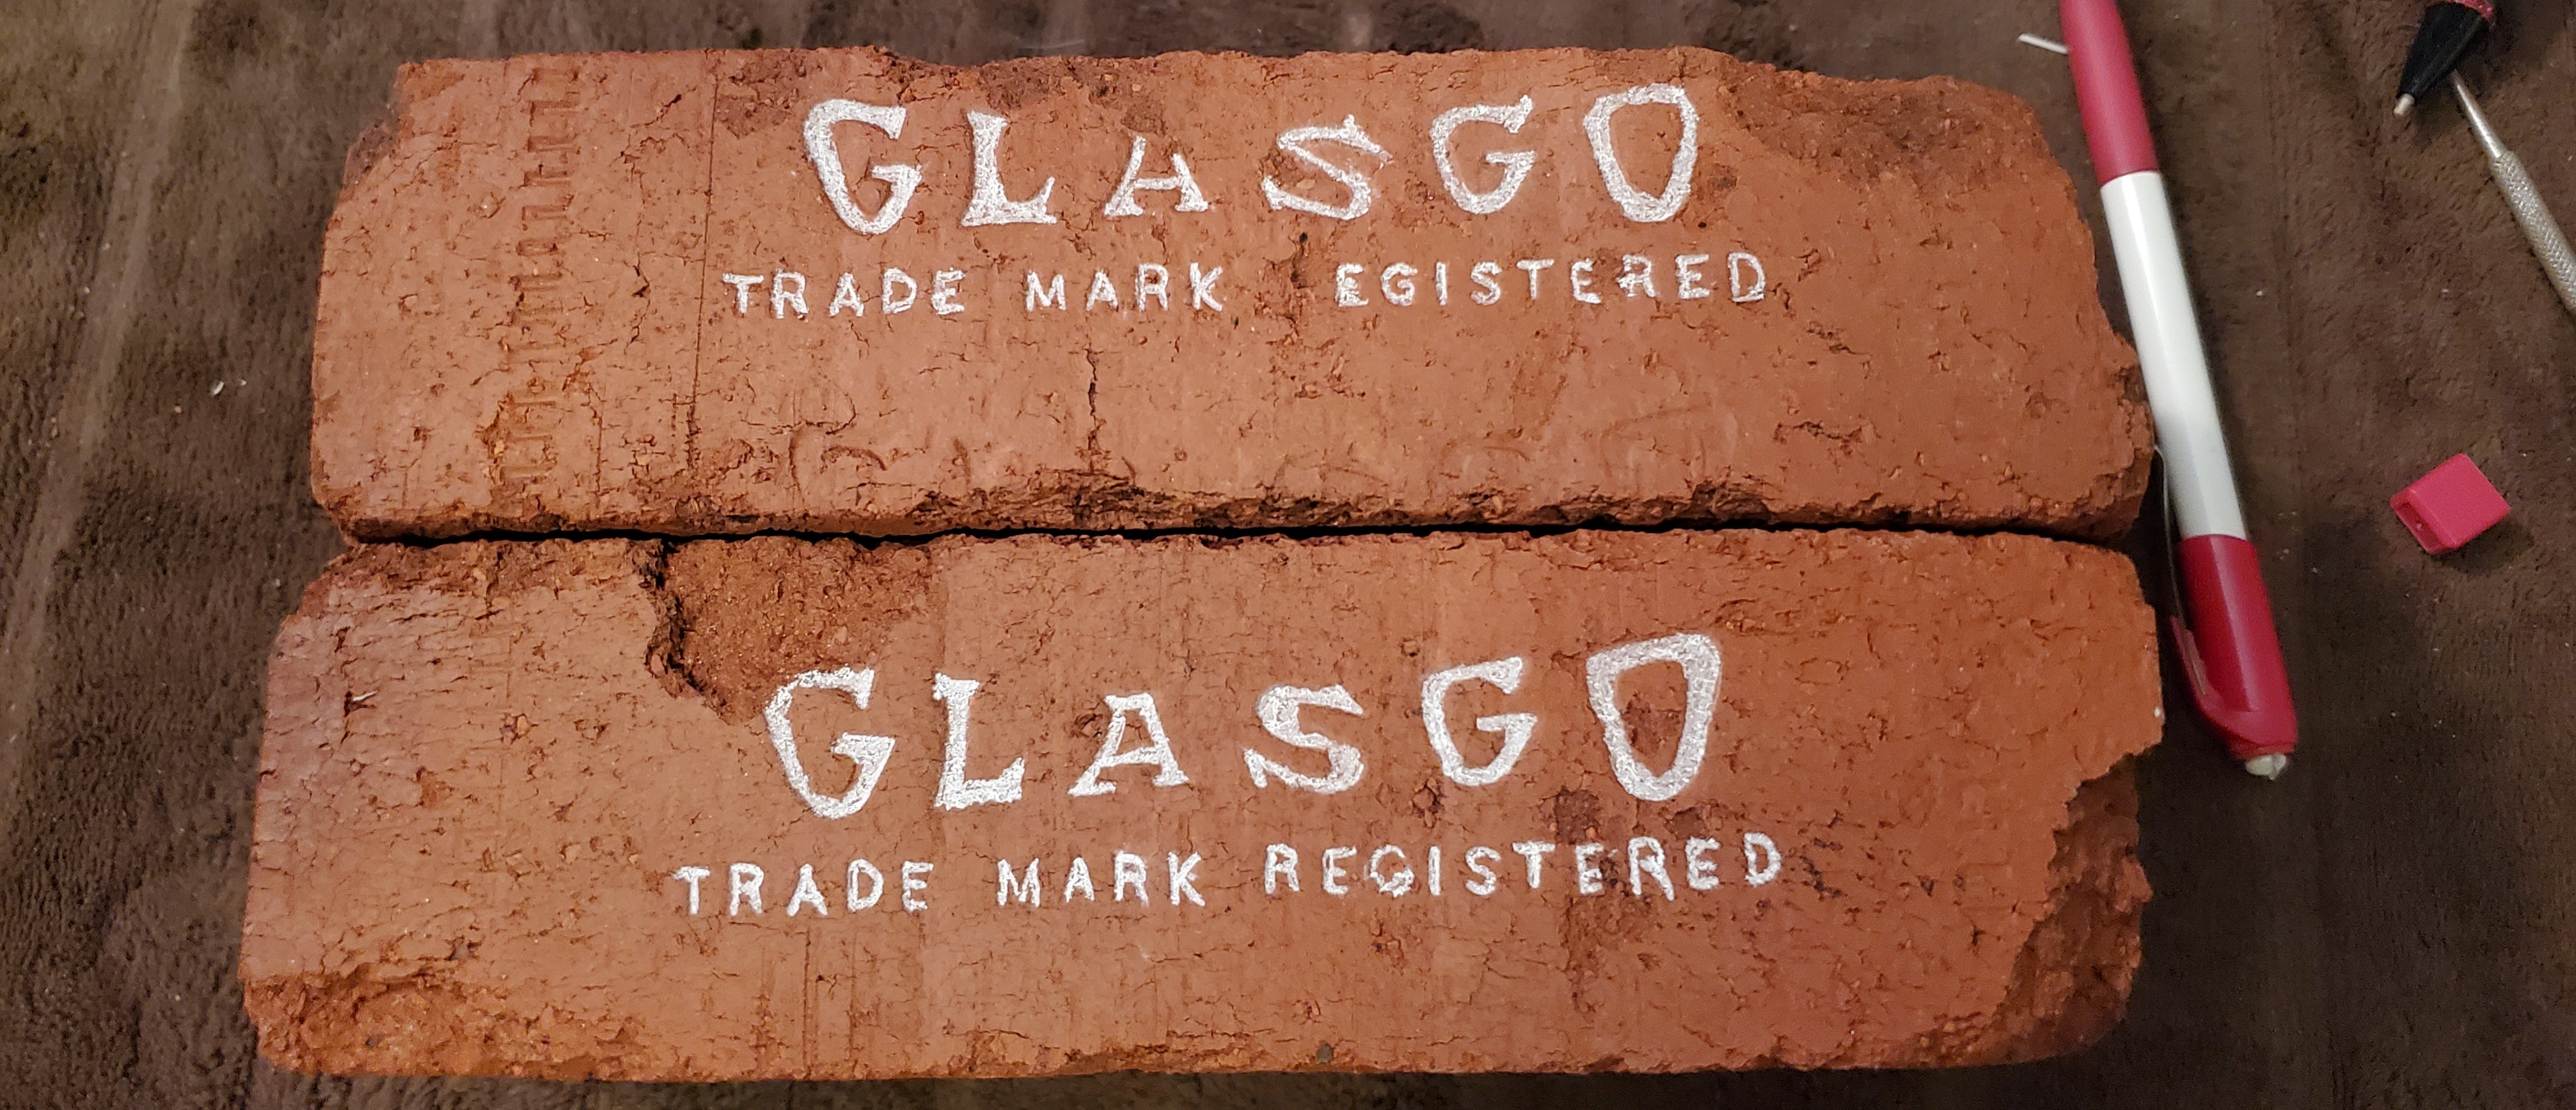 GLASGO
TRADE MARK EGISTERED
GLASGO
TRADE MARK REGISTERED